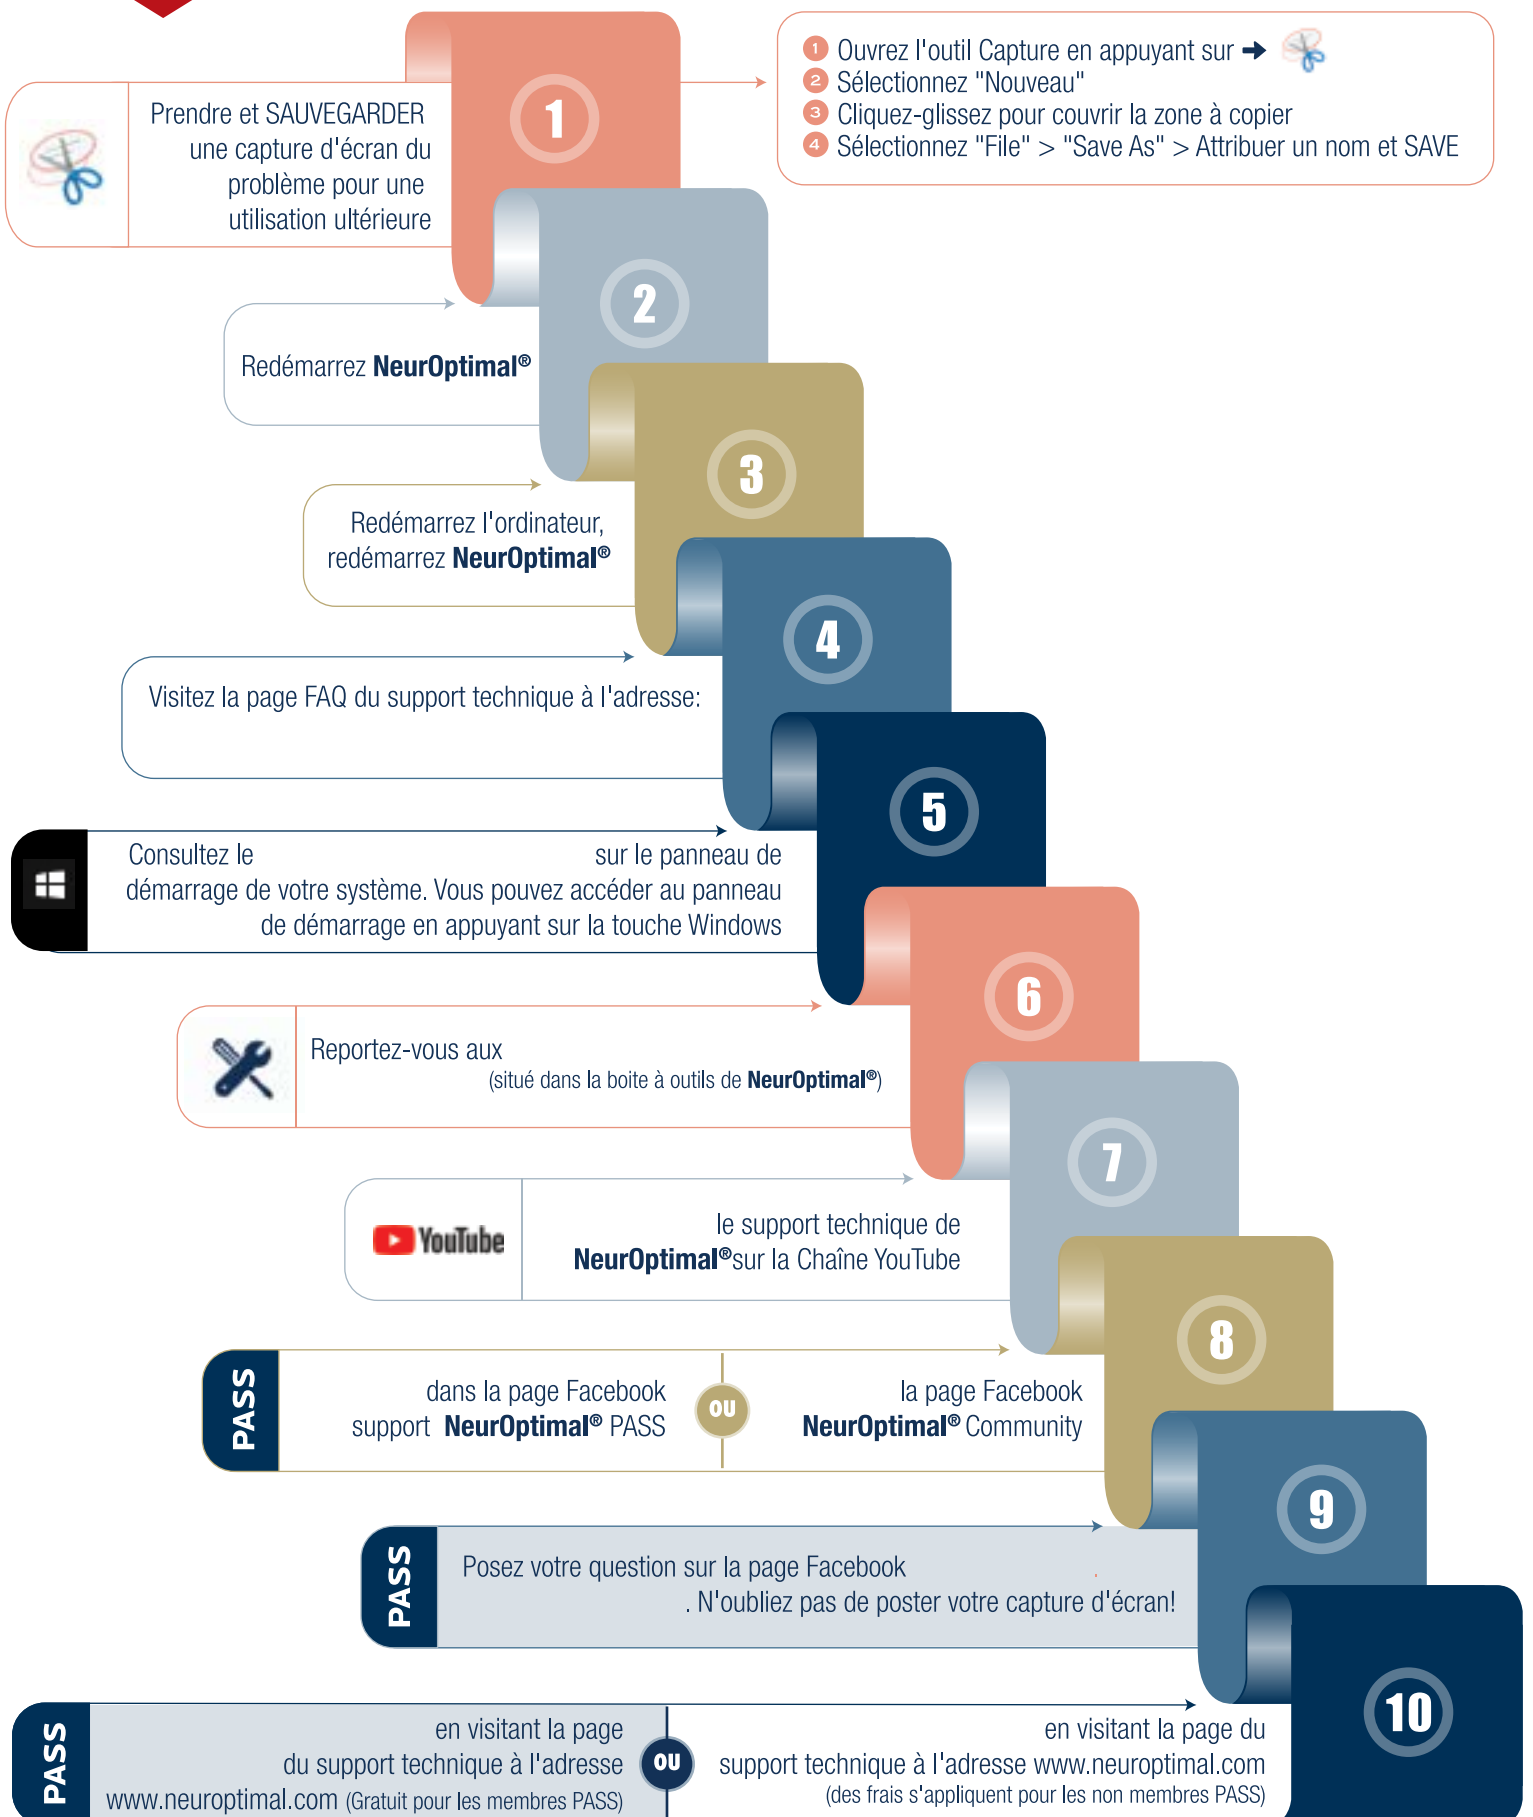 1 Ouvrez l'outil Capture en appuyant sur ➜
2 Sélectionnez "Nouveau"
3 Cliquez-glissez pour couvrir la zone à copier
4 Sélectionnez "File" > "Save As" > Attribuer un nom et SAVE
1
Prendre et SAUVEGARDER
une capture d'écran du
problème pour une
utilisation ultérieure
2
Redémarrez NeurOptimal®
3
Redémarrez l'ordinateur,
redémarrez NeurOptimal®
4
Visitez la page FAQ du support technique à l'adresse:
5
Consultez le sur le panneau de
démarrage de votre système. Vous pouvez accéder au panneau
de démarrage en appuyant sur la touche Windows
6
Reportez-vous aux
(situé dans la boite à outils de NeurOptimal®)
7
YouTube
le support technique de
NeurOptimal®sur la Chaîne YouTube
8
PASS
dans la page Facebook
support NeurOptimal® PASS
OU
la page Facebook
NeurOptimal® Community
9
PASS
Posez votre question sur la page Facebook .
. N'oubliez pas de poster votre capture d'écran!
10
PASS
en visitant la page
du support technique à l'adresse
www.neuroptimal.com (Gratuit pour les membres PASS)
OU
en visitant la page du
support technique à l'adresse www.neuroptimal.com
(des frais s'appliquent pour les non membres PASS)